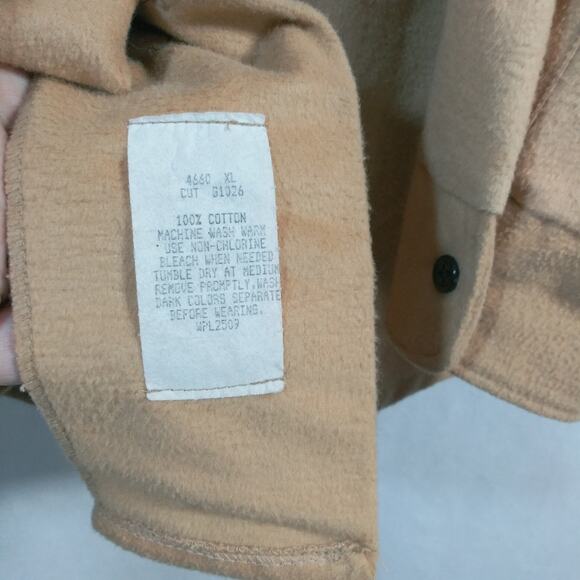 4660 XL
CUT G1026
100% COTTON
MACHINE WASH WARM
USE NON-CHLORINE
BLEACH WHEN NEEDED
TUMBLE DRY AT MEDIUM
REMOVE PROMPTLY.WASH
DARK COLORS SEPARATE
BEFORE WEARING.
WPL2509